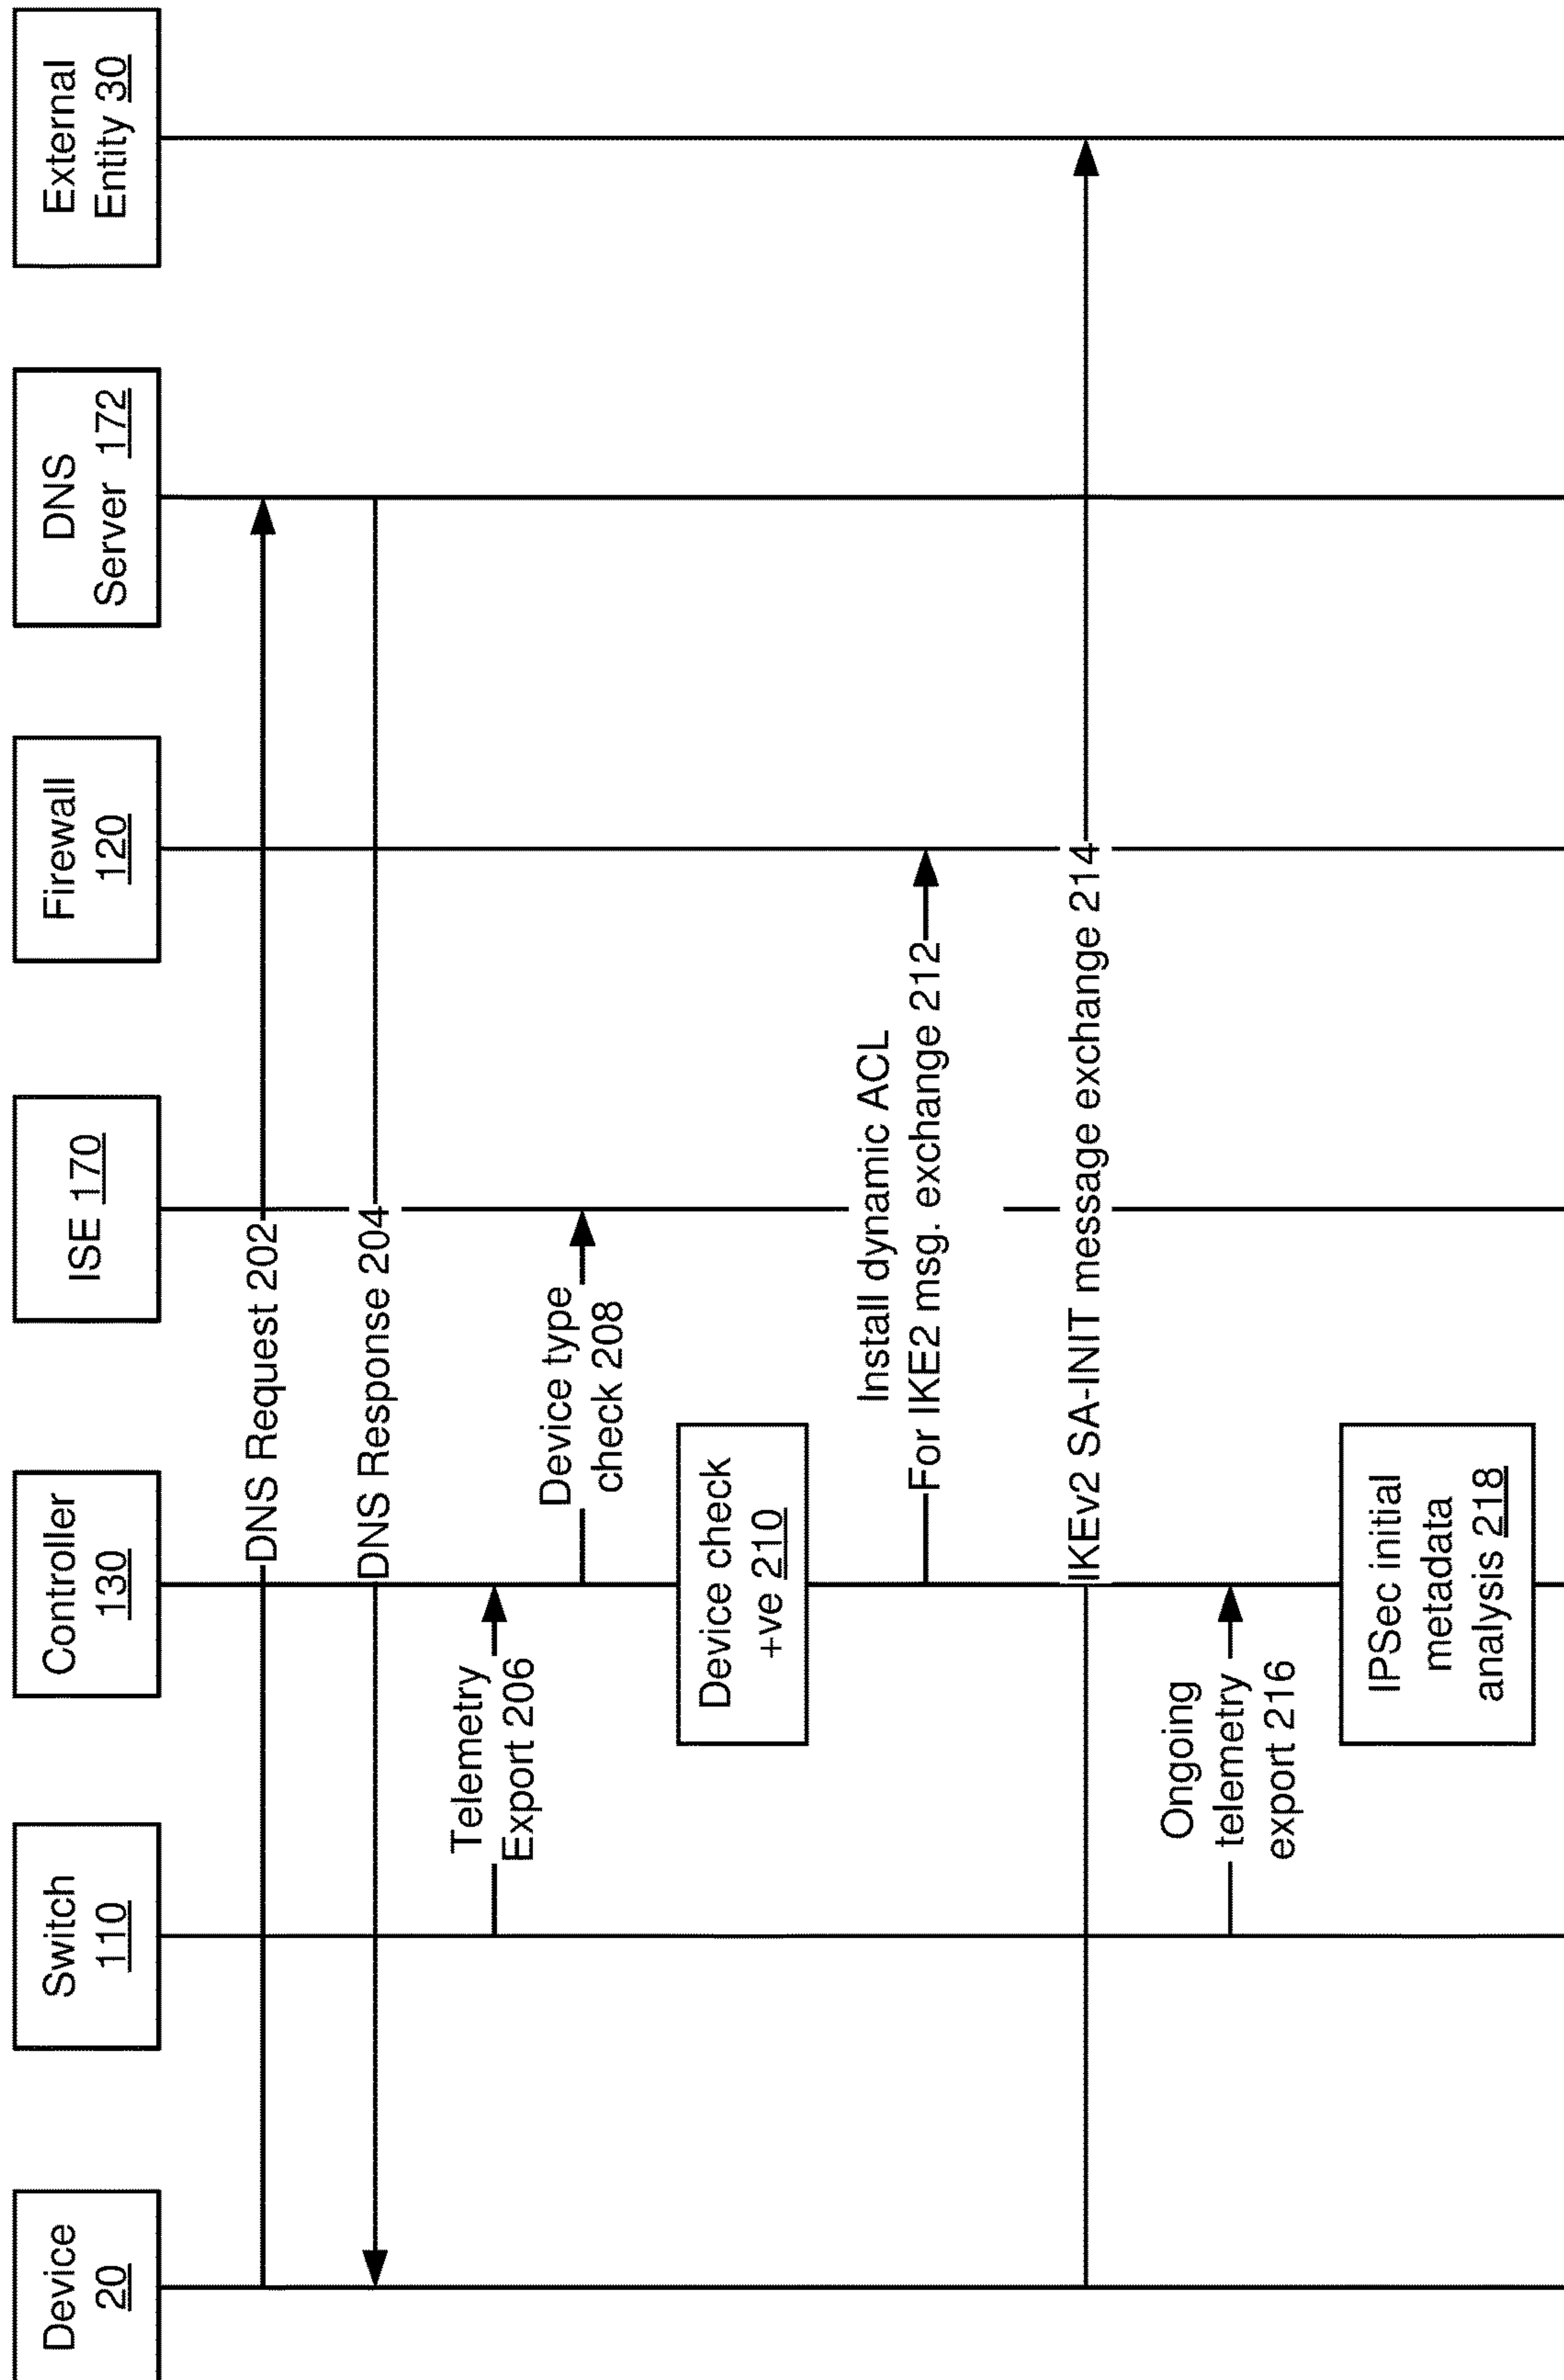 Device
20
Switch
110
Controller
130
ISE 170
Firewall
120
DNS
Server 172
External
Entity 30
DNS Request 202
DNS Response 204
Telemetry
Export 206
Device type
check 208
Device check
+ve 210
Install dynamic ACL
For IKE2 msg. exchange 212
IKEv2 SA-INIT message exchange 214
Ongoing
telemetry
export 216
IPSec initial
metadata
analysis 218